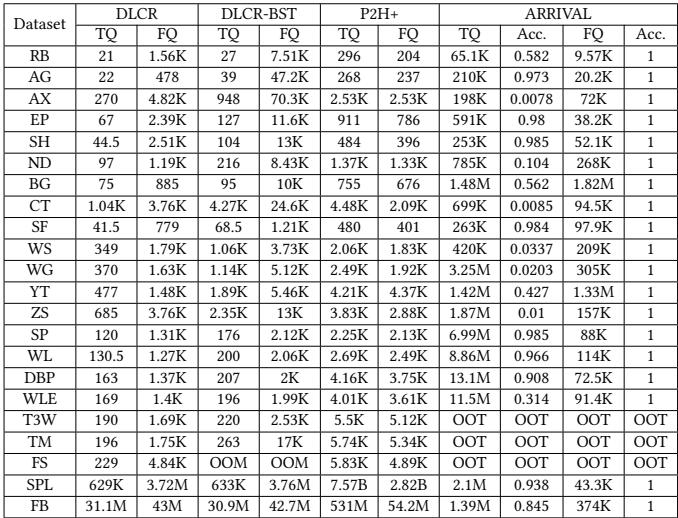 Dataset DLCR DLCR-BST P2H+ ARRIVAL
TQ FQ TQ FQ TQ FQ TQ Acc. FQ Acc.
RB 21 1.56K 27 7.51K 296 204 65.1K 0.582 9.57K 1
AG 22 478 39 47.2K 268 237 210K 0.973 20.2K 1
AX 270 4.82K 948 70.3K 2.53K 2.53K 198K 0.0078 72K 1
EP 67 2.39K 127 11.6K 911 786 591K 0.98 38.2K 1
SH 44.5 2.51K 104 13K 484 396 253K 0.985 52.1K 1
ND 97 1.19K 216 8.43K 1.37K 1.33K 785K 0.104 268K 1
BG 75 885 95 10K 755 676 1.48M 0.562 1.82M 1
CT 1.04K 3.76K 4.27K 24.6K 4.48K 2.09K 699K 0.0085 94.5K 1
SF 41.5 779 68.5 1.21K 480 401 263K 0.984 97.9K 1
WS 349 1.79K 1.06K 3.73K 2.06K 1.83K 420K 0.0337 209K 1
WG 370 1.63K 1.14K 5.12K 2.49K 1.92K 3.25M 0.0203 305K 1
YT 477 1.48K 1.89K 5.46K 4.21K 4.37K 1.42M 0.427 1.33M 1
ZS 685 3.76K 2.35K 13K 3.83K 2.88K 1.87M 0.01 157K 1
SP 120 1.31K 176 2.12K 2.25K 2.13K 6.99M 0.985 88K 1
WL 130.5 1.27K 200 2.06K 2.69K 2.49K 8.86M 0.966 114K 1
DBP 163 1.37K 207 2K 4.16K 3.75K 13.1M 0.908 72.5K 1
WLE 169 1.4K 196 1.99K 4.01K 3.61K 11.5M 0.314 91.4K 1
T3W 190 1.69K 220 2.53K 5.5K 5.12K OOT OOT OOT OOT
TM 196 1.75K 263 17K 5.74K 5.34K OOT OOT OOT OOT
FS 229 4.84K OOM OOM 5.83K 4.89K OOT OOT OOT OOT
SPL 629K 3.72M 633K 3.76M 7.57B 2.82B 2.1M 0.938 43.3K 1
FB 31.1M 43M 30.9M 42.7M 531M 54.2M 1.39M 0.845 374K 1